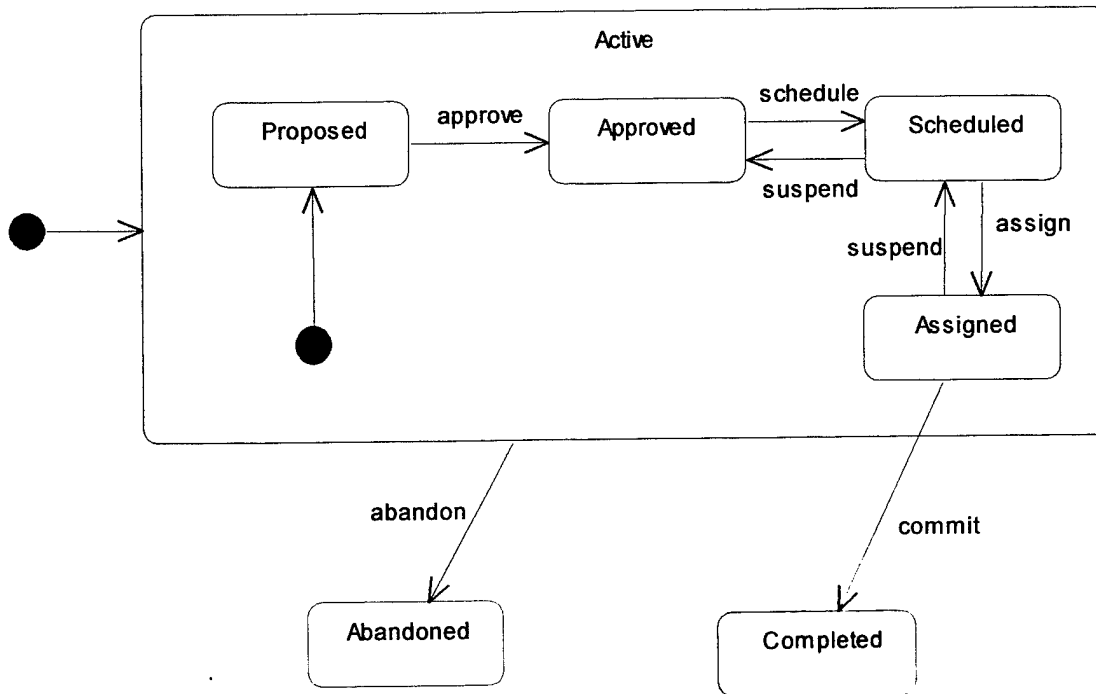 Active
Proposed
approve
Approved
schedule
Scheduled
suspend
suspend
assign
Assigned
abandon
commit
Abandoned
Completed